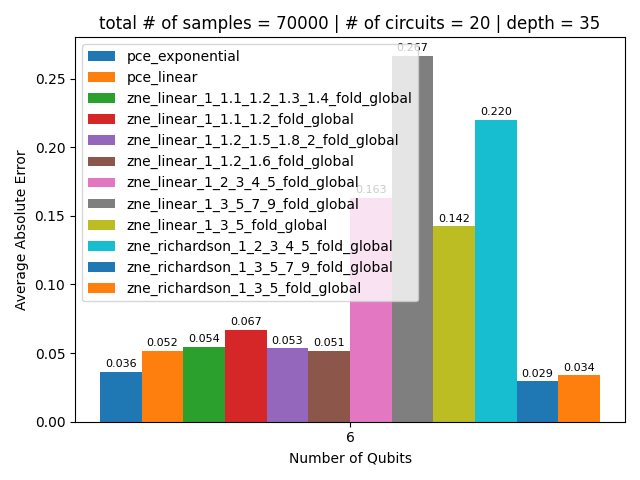 total # of samples = 70000 | # of circuits = 20 | depth = 35
pce_exponential
pce_linear
zne_linear_1_1.1_1.2_1.3_1.4_fold_global
zne_linear_1_1.1_1.2_fold_global
zne_linear_1_1.2_1.5_1.8_2_fold_global
zne_linear_1_1.2_1.6_fold_global
zne_linear_1_2_3_4_5_fold_global
zne_linear_1_3_5_7_9_fold_global
zne_linear_1_3_5_fold_global
zne_richardson_1_2_3_4_5_fold_global
zne_richardson_1_3_5_7_9_fold_global
zne_richardson_1_3_5_fold_global
Average Absolute Error
0.25
0.20
0.15
0.10
0.05
0.00
0.036
0.052
0.054
0.067
0.053
0.051
0.163
0.267
0.142
0.220
0.029
0.034
6
Number of Qubits